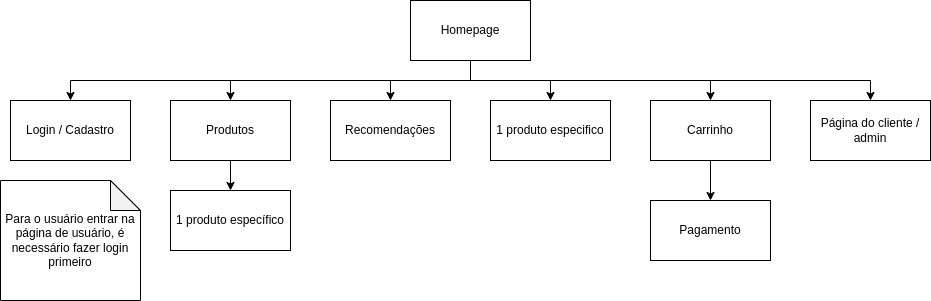 Homepage
Login / Cadastro
Produtos
Recomendações
1 produto especifico
Carrinho
Página do cliente /
admin
1 produto específico
Pagamento
Para o usuário entrar na
página de usuário, é
necessário fazer login
primeiro